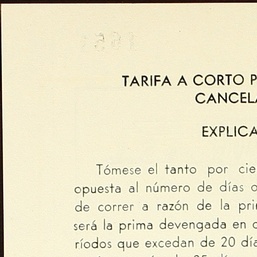 TARIFA A CORTO P
CANCELA
EXPLICA
Tómese el tanto por cie
opuesta al número de días
de correr a razón de la pri
será la prima devengada en
ríodos que excedan de 20 día